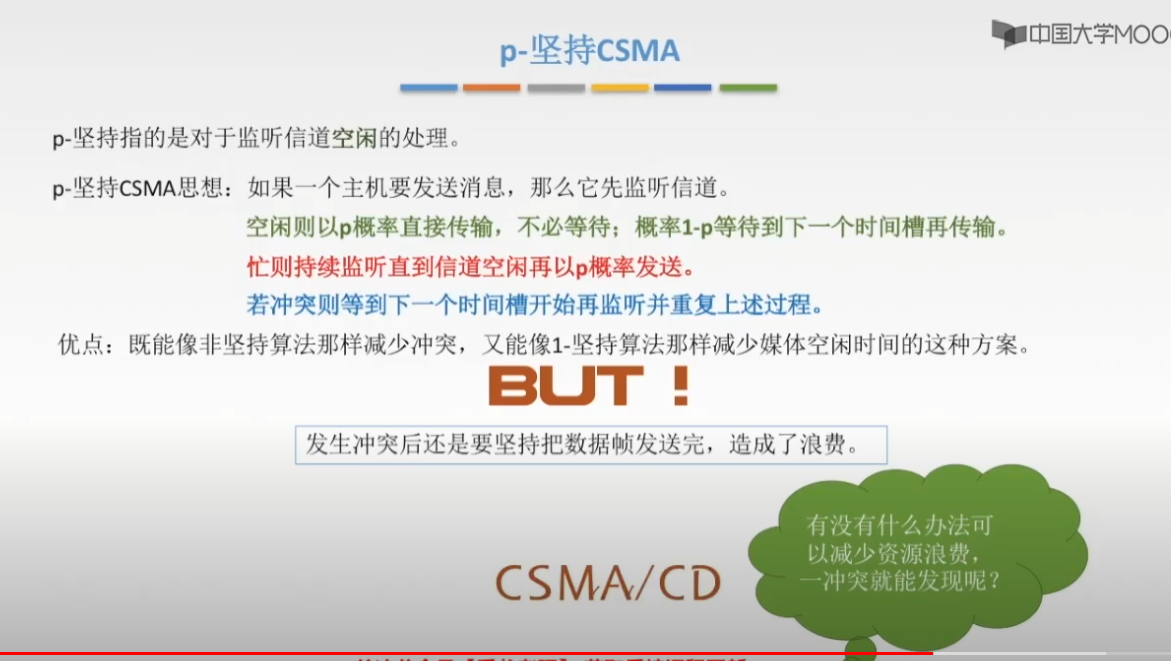 中国大学MOO
p-坚持CSMA
p-坚持指的是对于监听信道空闲的处理。
p-坚持CSMA思想：如果一个主机要发送消息，那么它先监听信道。
空闲则以p概率直接传输，不必等待；概率1-p等待到下一个时间槽再传输。
忙则持续监听直到信道空闲再以p概率发送。
若冲突则等到下一个时间槽开始再监听并重复上述过程。
优点：既能像非坚持算法那样减少冲突，又能像1-坚持算法那样减少媒体空闲时间的这种方案。
BUT！
发生冲突后还是要坚持把数据帧发送完，造成了浪费。
有没有什么办法可
以减少资源浪费，
一冲突就能发现呢？
CSMA/CD